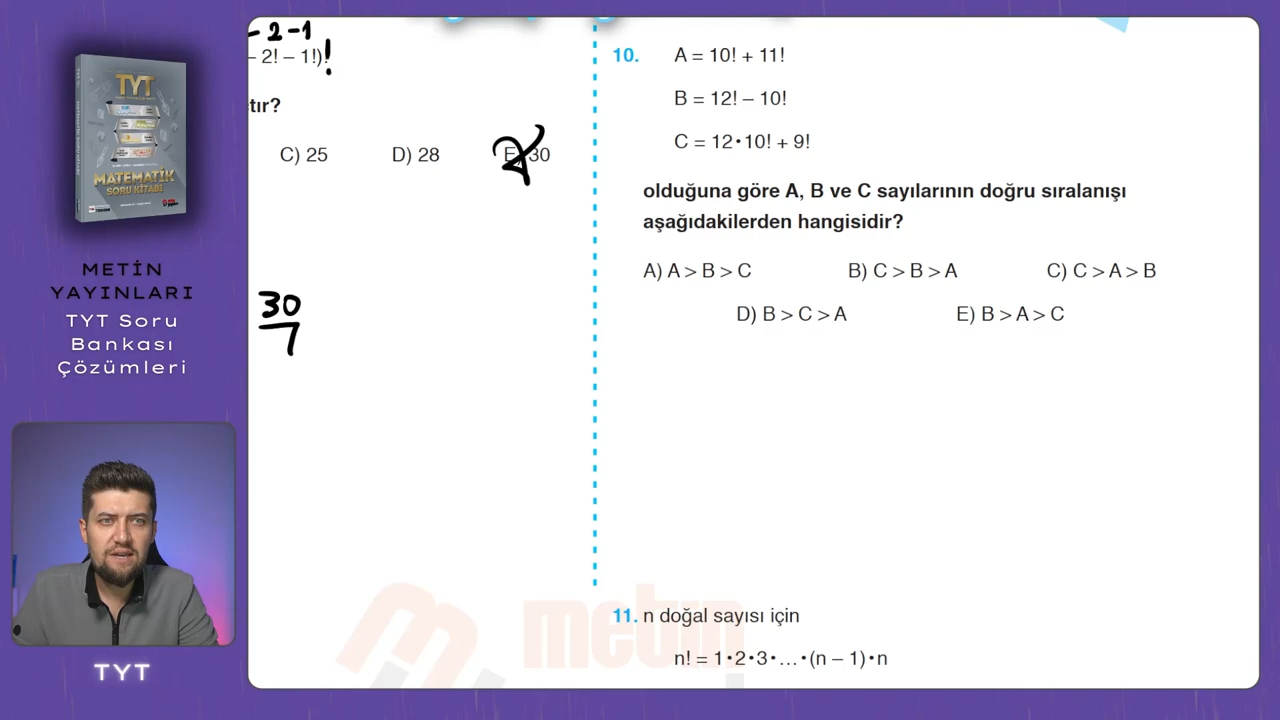 TYT
MATEMATİK
SORU KİTABI
METİN
YAYINLARI
TYT Soru
Bankası
Çözümleri
TYT
– 2 – 1
– 2! – 1!)!
tır?
C) 25
D) 28
E) 30
30
7
10.
A = 10! + 11!
B = 12! – 10!
C = 12•10! + 9!
olduğuna göre A, B ve C sayılarının doğru sıralanışı
aşağıdakilerden hangisidir?
A) A > B > C
B) C > B > A
C) C > A > B
D) B > C > A
E) B > A > C
metin
11. n doğal sayısı için
n! = 1•2•3•...•(n – 1)•n